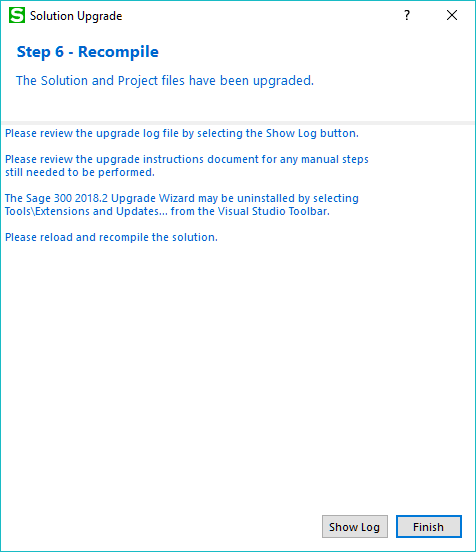 S Solution Upgrade ?
Step 6 - Recompile
The Solution and Project files have been upgraded.
Please review the upgrade log file by selecting the Show Log button.
Please review the upgrade instructions document for any manual steps
still needed to be performed.
The Sage 300 2018.2 Upgrade Wizard may be uninstalled by selecting
Tools\Extensions and Updates... from the Visual Studio Toolbar.
Please reload and recompile the solution.
Show Log Finish